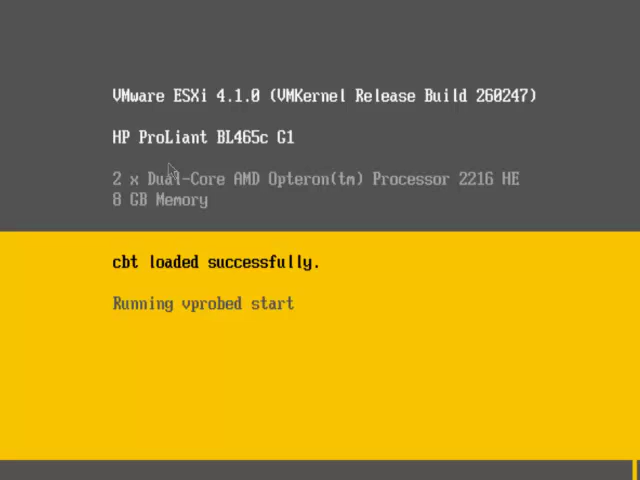 VMware ESXi 4.1.0 (VMKernel Release Build 260247)
HP ProLiant BL465c G1
2 x Dual-Core AMD Opteron(tm) Processor 2216 HE
8 GB Memory
cbt loaded successfully.
Running vprobed start